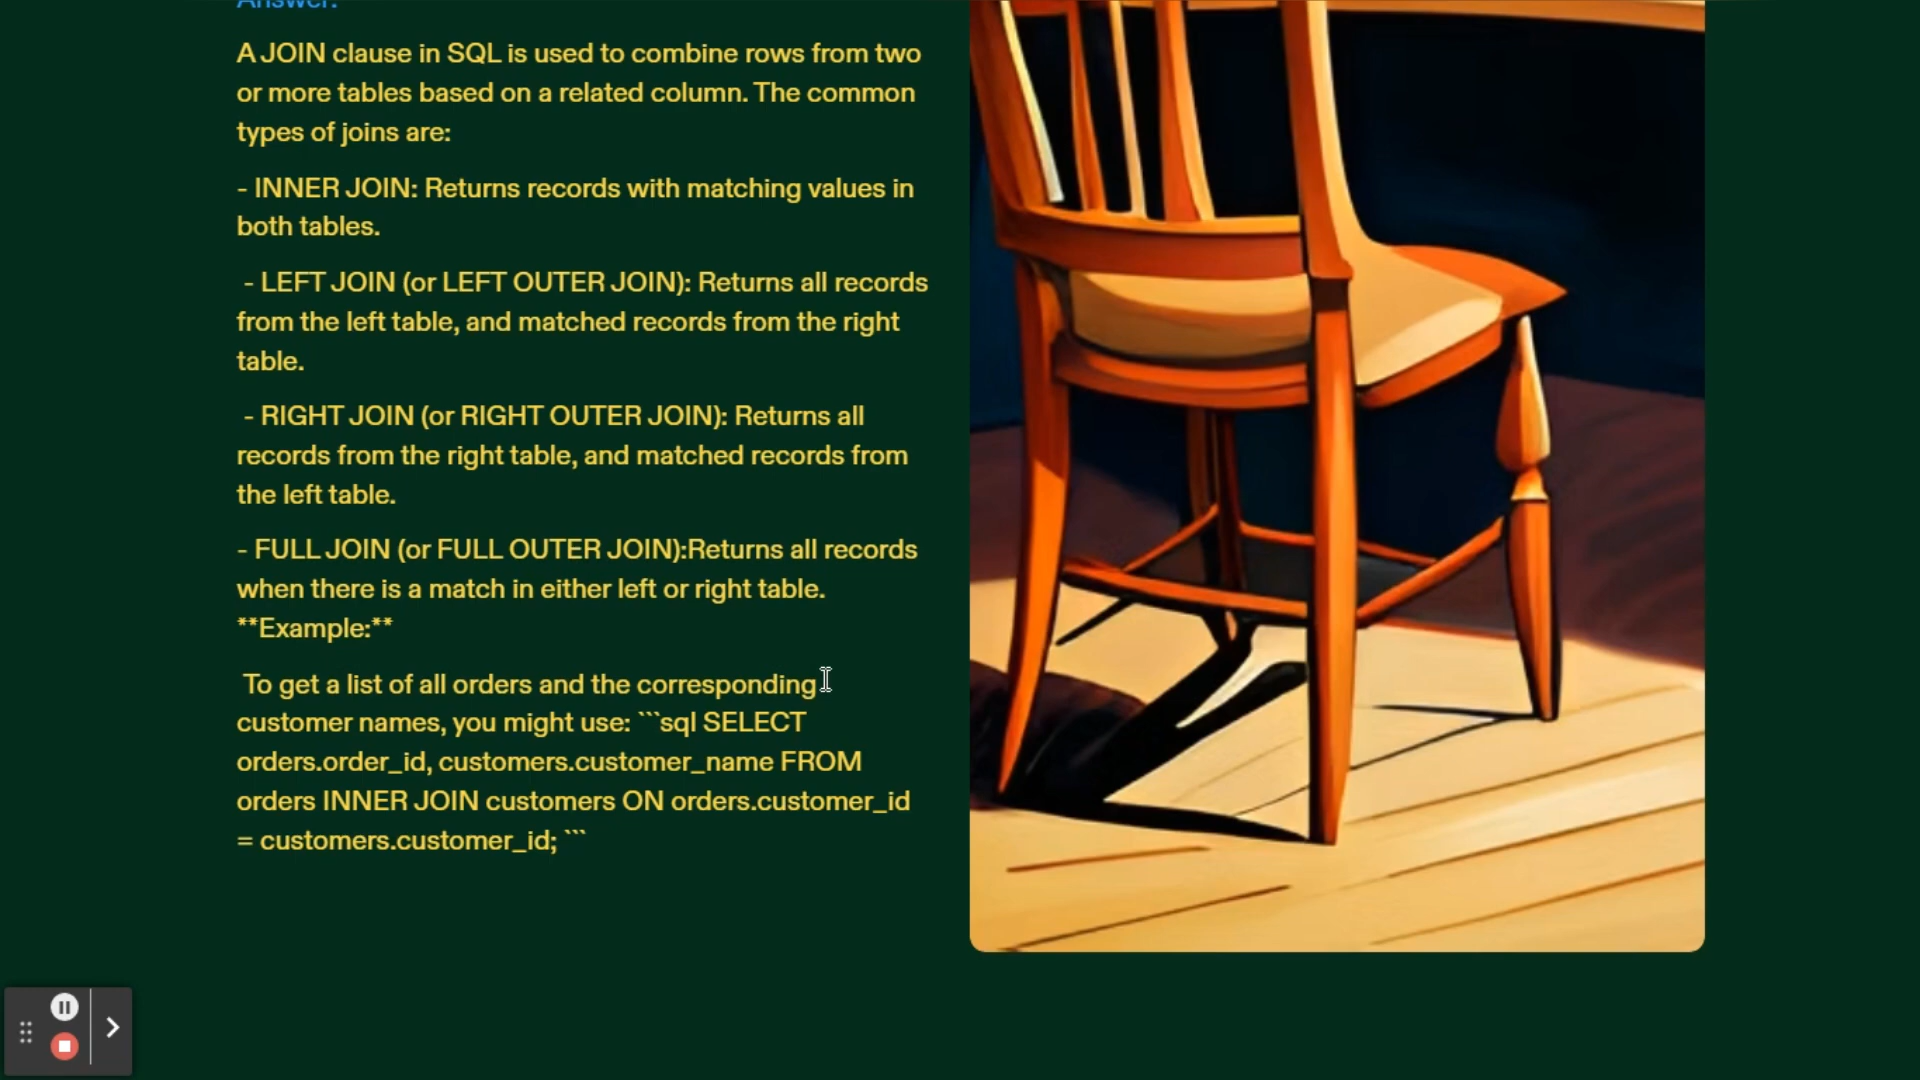 Answer:
A JOIN clause in SQL is used to combine rows from two
or more tables based on a related column. The common
types of joins are:
- INNER JOIN: Returns records with matching values in
both tables.
- LEFT JOIN (or LEFT OUTER JOIN): Returns all records
from the left table, and matched records from the right
table.
- RIGHT JOIN (or RIGHT OUTER JOIN): Returns all
records from the right table, and matched records from
the left table.
- FULL JOIN (or FULL OUTER JOIN):Returns all records
when there is a match in either left or right table.
**Example:**
To get a list of all orders and the corresponding
customer names, you might use: ```sql SELECT
orders.order_id, customers.customer_name FROM
orders INNER JOIN customers ON orders.customer_id
= customers.customer_id; ```